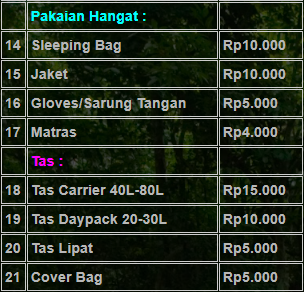 Pakaian Hangat :
14 Sleeping Bag Rp10.000
15 Jaket Rp10.000
16 Gloves/Sarung Tangan Rp5.000
17 Matras Rp4.000
Tas :
18 Tas Carrier 40L-80L Rp15.000
19 Tas Daypack 20-30L Rp10.000
20 Tas Lipat Rp5.000
21 Cover Bag Rp5.000